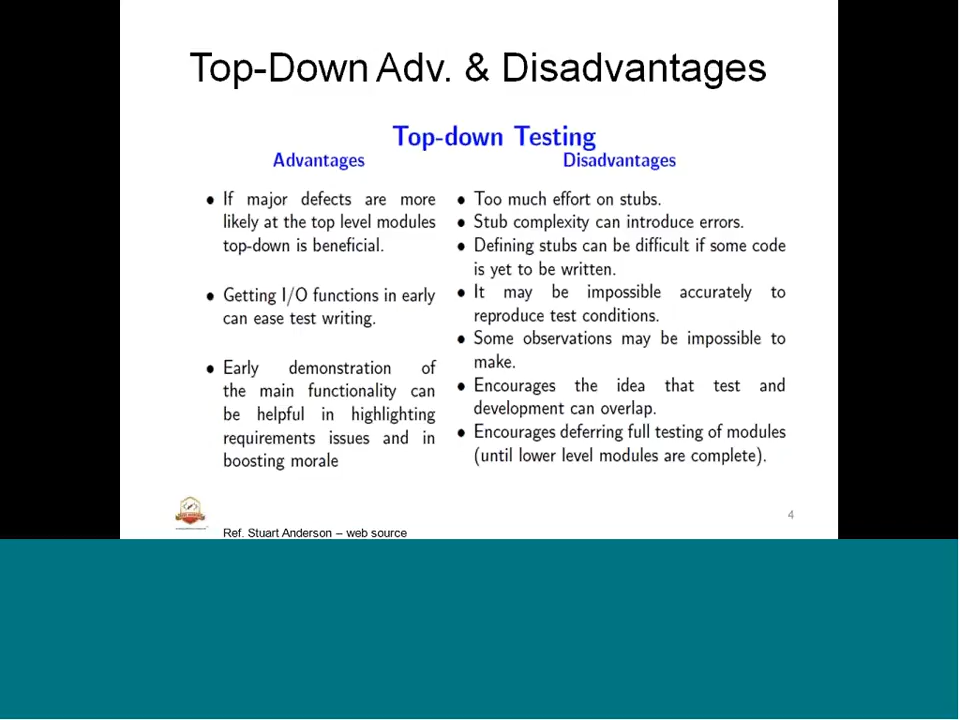 Top-Down Adv. & Disadvantages
Top-down Testing
Advantages
• If major defects are more
likely at the top level modules
top-down is beneficial.
• Getting I/O functions in early
can ease test writing.
• Early demonstration of
the main functionality can
be helpful in highlighting
requirements issues and in
boosting morale
Disadvantages
• Too much effort on stubs.
• Stub complexity can introduce errors.
• Defining stubs can be difficult if some code
is yet to be written.
• It may be impossible accurately to
reproduce test conditions.
• Some observations may be impossible to
make.
• Encourages the idea that test and
development can overlap.
• Encourages deferring full testing of modules
(until lower level modules are complete).
4
Ref. Stuart Anderson – web source